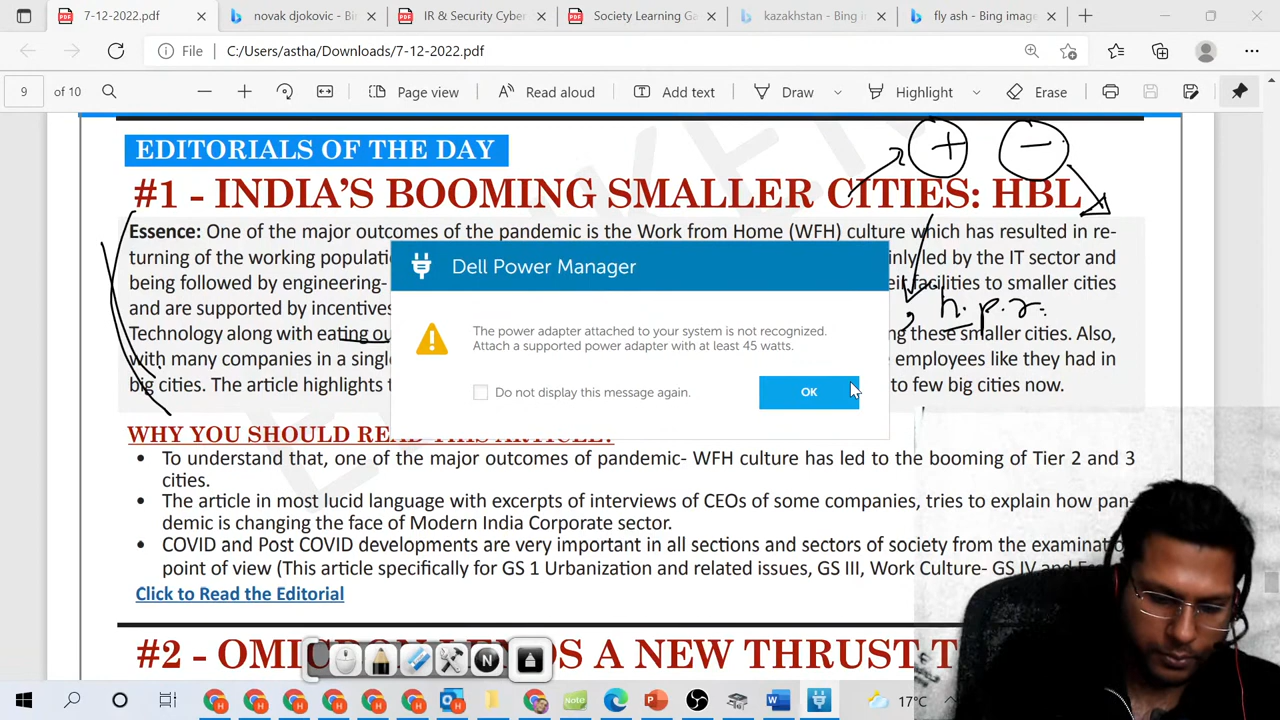 7-12-2022.pdf
novak djokovic - Bin
IR & Security Cyber
Society Learning Ga
kazakhstan - Bing in
fly ash - Bing image
File C:/Users/astha/Downloads/7-12-2022.pdf
9 of 10
Page view
Read aloud
Add text
Draw
Highlight
Erase
EDITORIALS OF THE DAY
+ −
#1 - INDIA'S BOOMING SMALLER CITIES: HBL
Essence: One of the major outcomes of the pandemic is the Work from Home (WFH) culture which has resulted in re-
turning of the working populati inly led by the IT sector and
being followed by engineering- eir facilities to smaller cities
and are supported by incentives
h.p.r.
Technology along with eating ou ng these smaller cities. Also,
with many companies in a single e employees like they had in
big cities. The article highlights t to few big cities now.
Dell Power Manager
The power adapter attached to your system is not recognized.
Attach a supported power adapter with at least 45 watts.
Do not display this message again.
OK
WHY YOU SHOULD READ THIS ARTICLE?
• To understand that, one of the major outcomes of pandemic- WFH culture has led to the booming of Tier 2 and 3
cities.
• The article in most lucid language with excerpts of interviews of CEOs of some companies, tries to explain how pan-
demic is changing the face of Modern India Corporate sector.
• COVID and Post COVID developments are very important in all sections and sectors of society from the examinatio
point of view (This article specifically for GS 1 Urbanization and related issues, GS III, Work Culture- GS IV and
Click to Read the Editorial
#2 - OMICRON LENDS A NEW THRUST T
N
Note
17°C